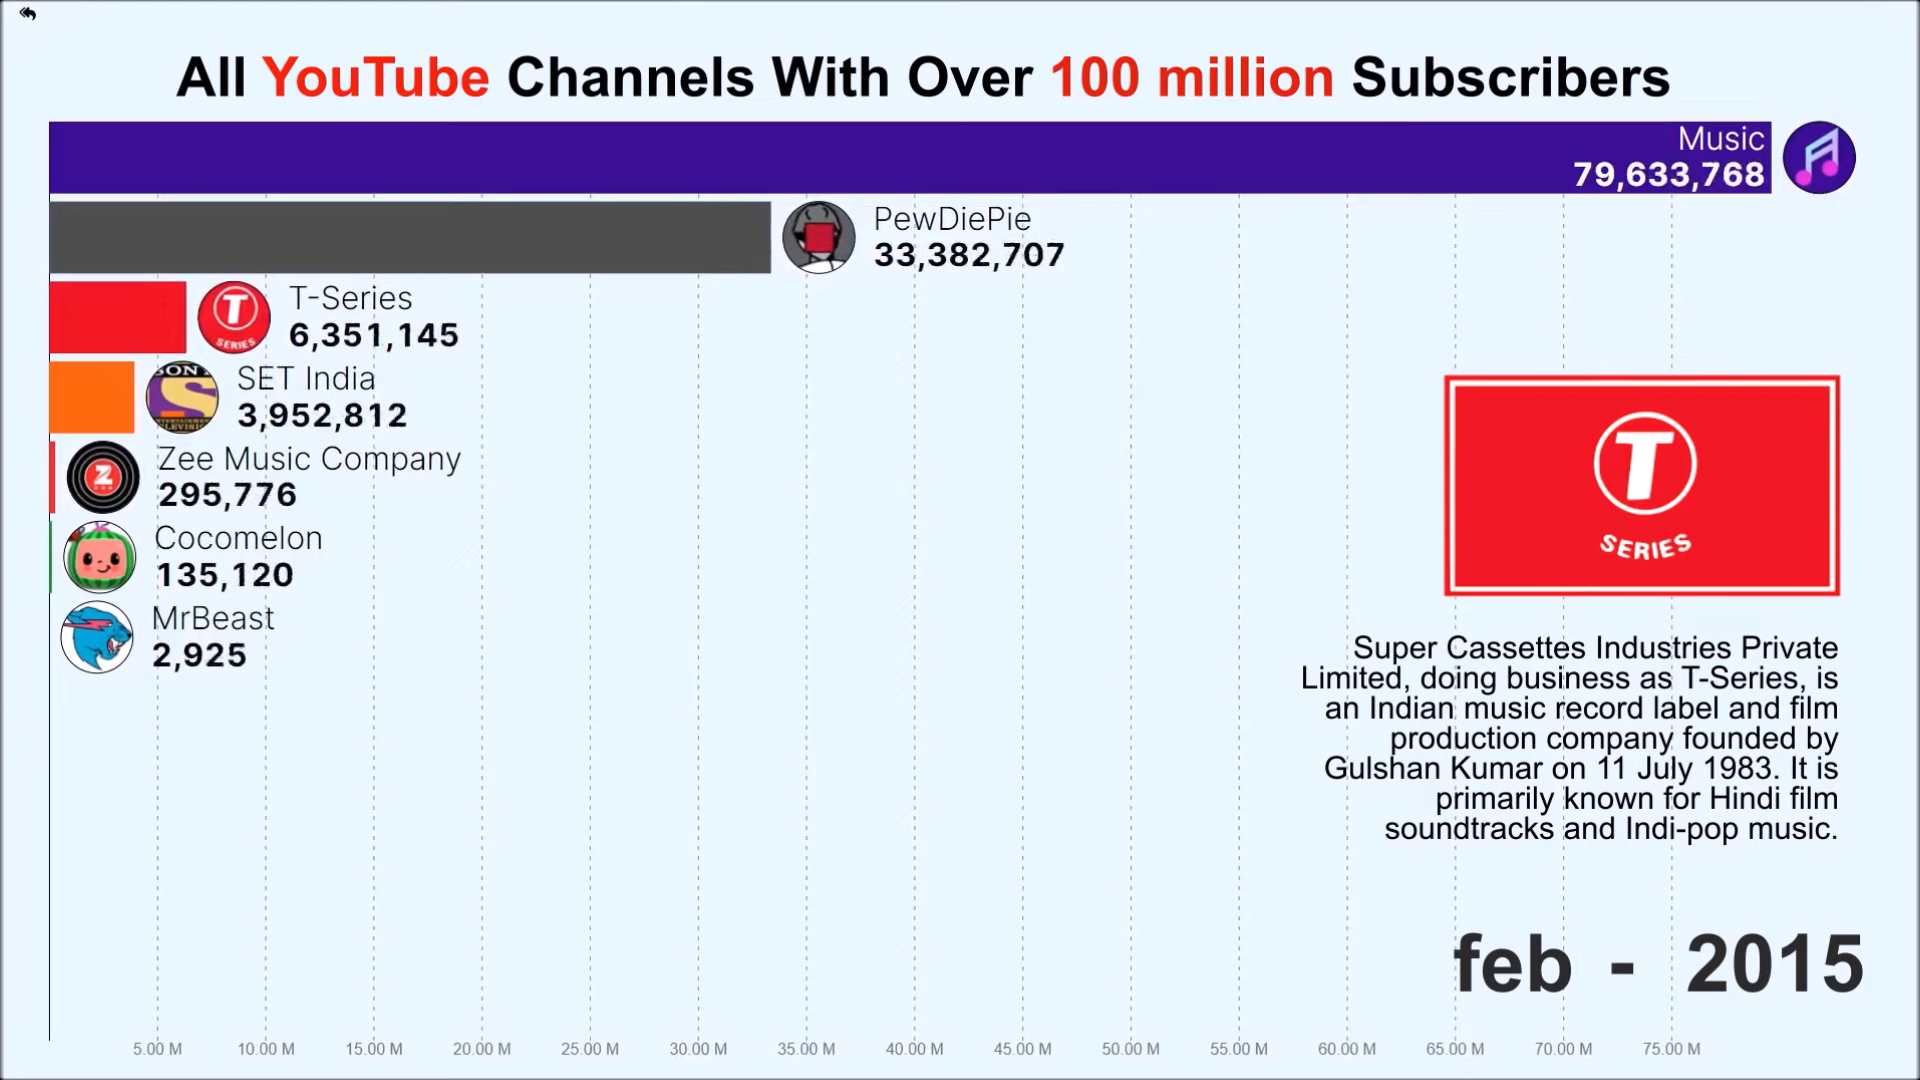 All YouTube Channels With Over 100 million Subscribers
Music
79,633,768
PewDiePie
33,382,707
T-Series
6,351,145
T
SERIES
SET India
3,952,812
SON
Zee Music Company
295,776
Z
Cocomelon
135,120
MrBeast
2,925
T
SERIES
Super Cassettes Industries Private
Limited, doing business as T-Series, is
an Indian music record label and film
production company founded by
Gulshan Kumar on 11 July 1983. It is
primarily known for Hindi film
soundtracks and Indi-pop music.
feb - 2015
5.00 M 10.00 M 15.00 M 20.00 M 25.00 M 30.00 M 35.00 M 40.00 M 45.00 M 50.00 M 55.00 M 60.00 M 65.00 M 70.00 M 75.00 M